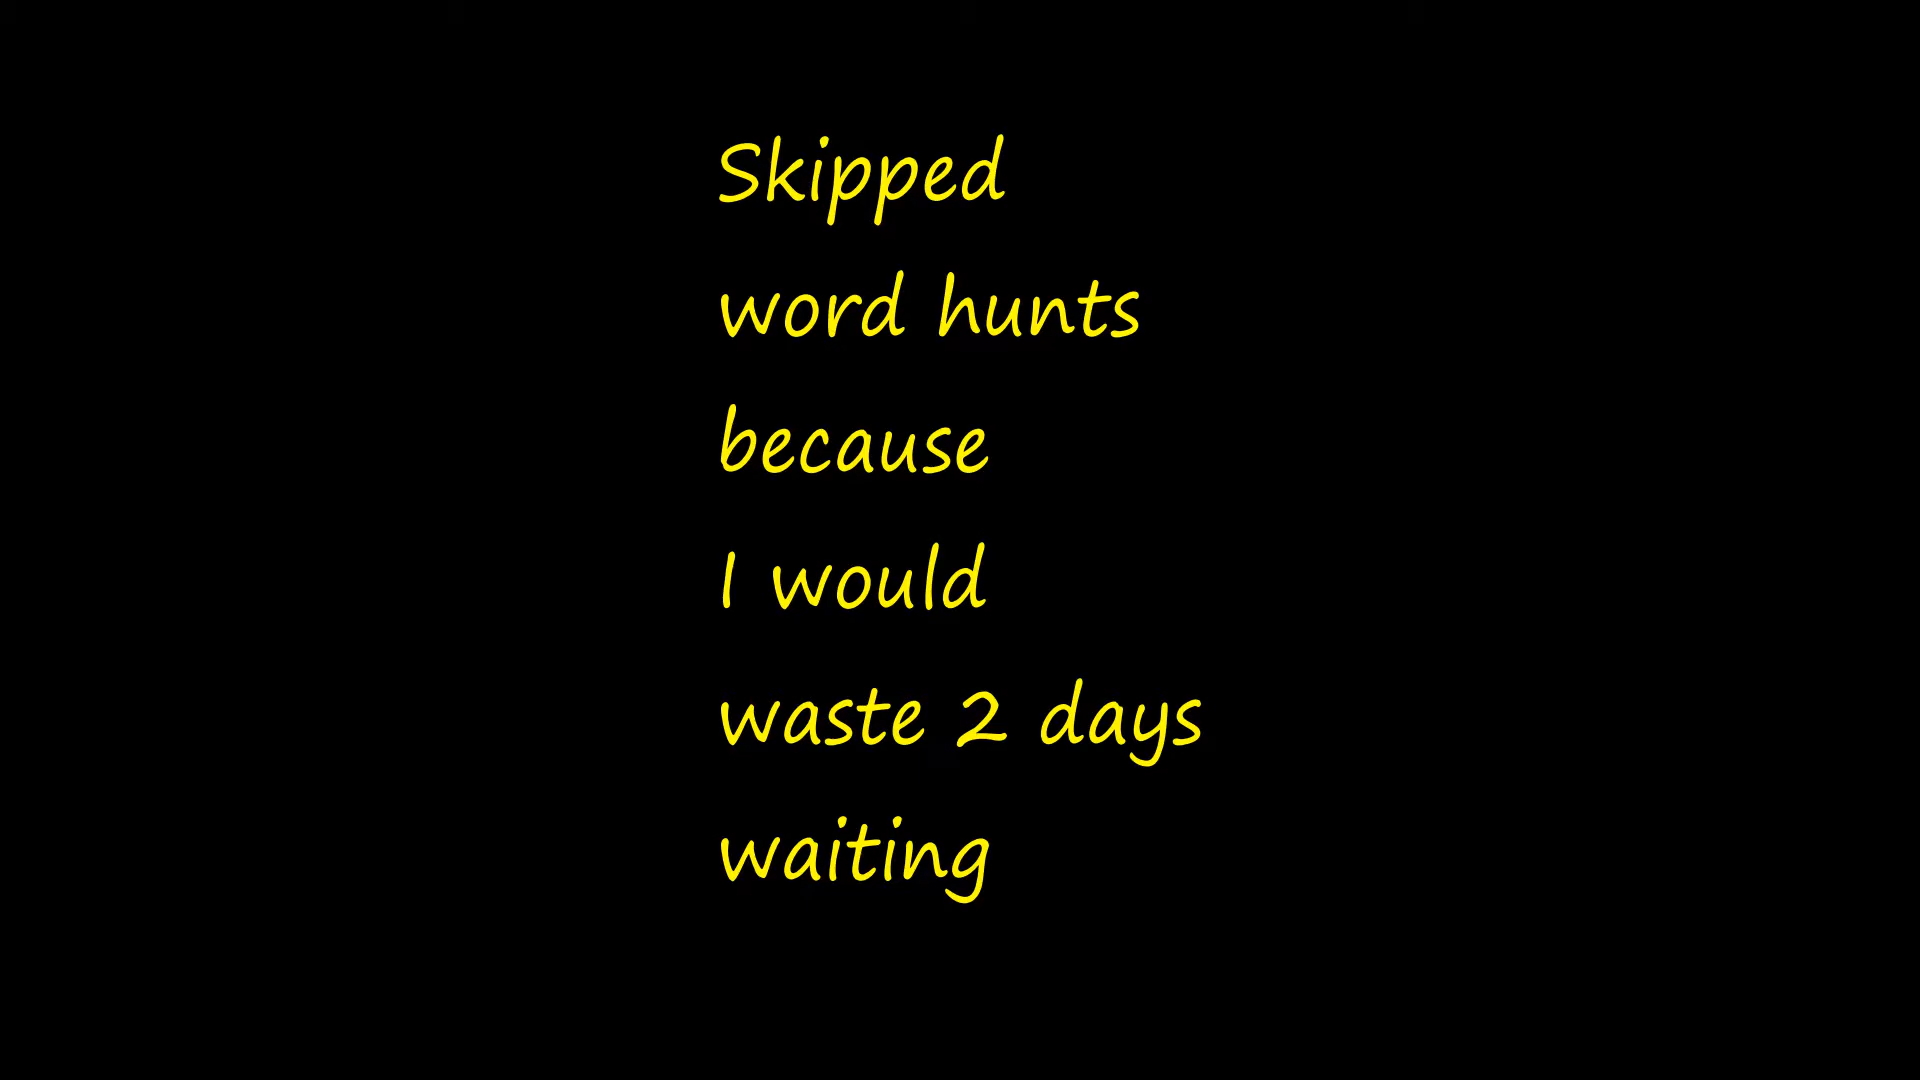 Skipped
word hunts
because
I would
waste 2 days
waiting